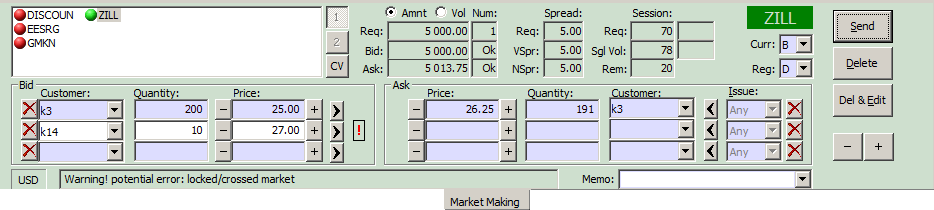 DISCOUN ZILL 1 Amnt Vol Num: Spread: Session: ZILL Send
EESRG Req: 5 000.00 1 Req: 5.00 Req: 70
GMKN 2 Bid: 5 000.00 Ok VSpr: 5.00 Sgl Vol: 78 Curr: B Delete
CV Ask: 5 013.75 Ok NSpr: 5.00 Rem: 20 Reg: D
Bid Ask
Customer: Quantity: Price: Price: Quantity: Customer: Issue: Del & Edit
k3 200 25.00 + > − 26.25 + 191 k3 < Any
k14 − 10 − 27.00 + > ! − + < Any
− + > − + < Any − +
USD Warning! potential error: locked/crossed market Memo:
Market Making